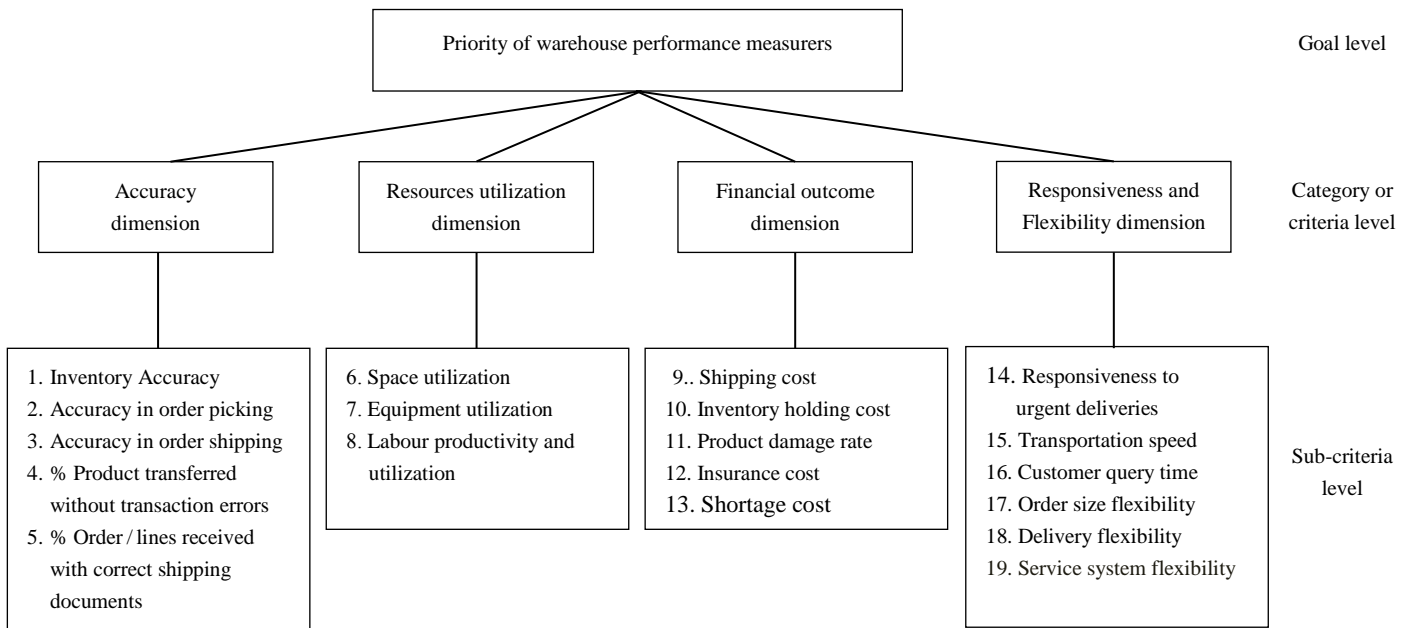 Priority of warehouse performance measurers
Goal level
Accuracy
dimension
Resources utilization
dimension
Financial outcome
dimension
Responsiveness and
Flexibility dimension
Category or
criteria level
1. Inventory Accuracy
2. Accuracy in order picking
3. Accuracy in order shipping
4. % Product transferred
without transaction errors
5. % Order / lines received
with correct shipping
documents
6. Space utilization
7. Equipment utilization
8. Labour productivity and
utilization
9.. Shipping cost
10. Inventory holding cost
11. Product damage rate
12. Insurance cost
13. Shortage cost
14. Responsiveness to
urgent deliveries
15. Transportation speed
16. Customer query time
17. Order size flexibility
18. Delivery flexibility
19. Service system flexibility
Sub-criteria
level